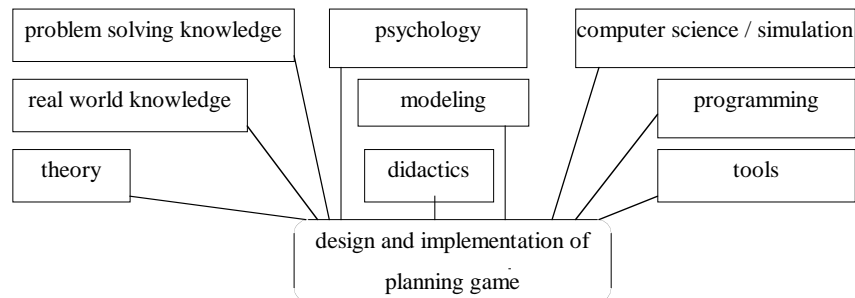 problem solving knowledge
psychology
computer science / simulation
real world knowledge
modeling
programming
theory
didactics
tools
design and implementation of
planning game